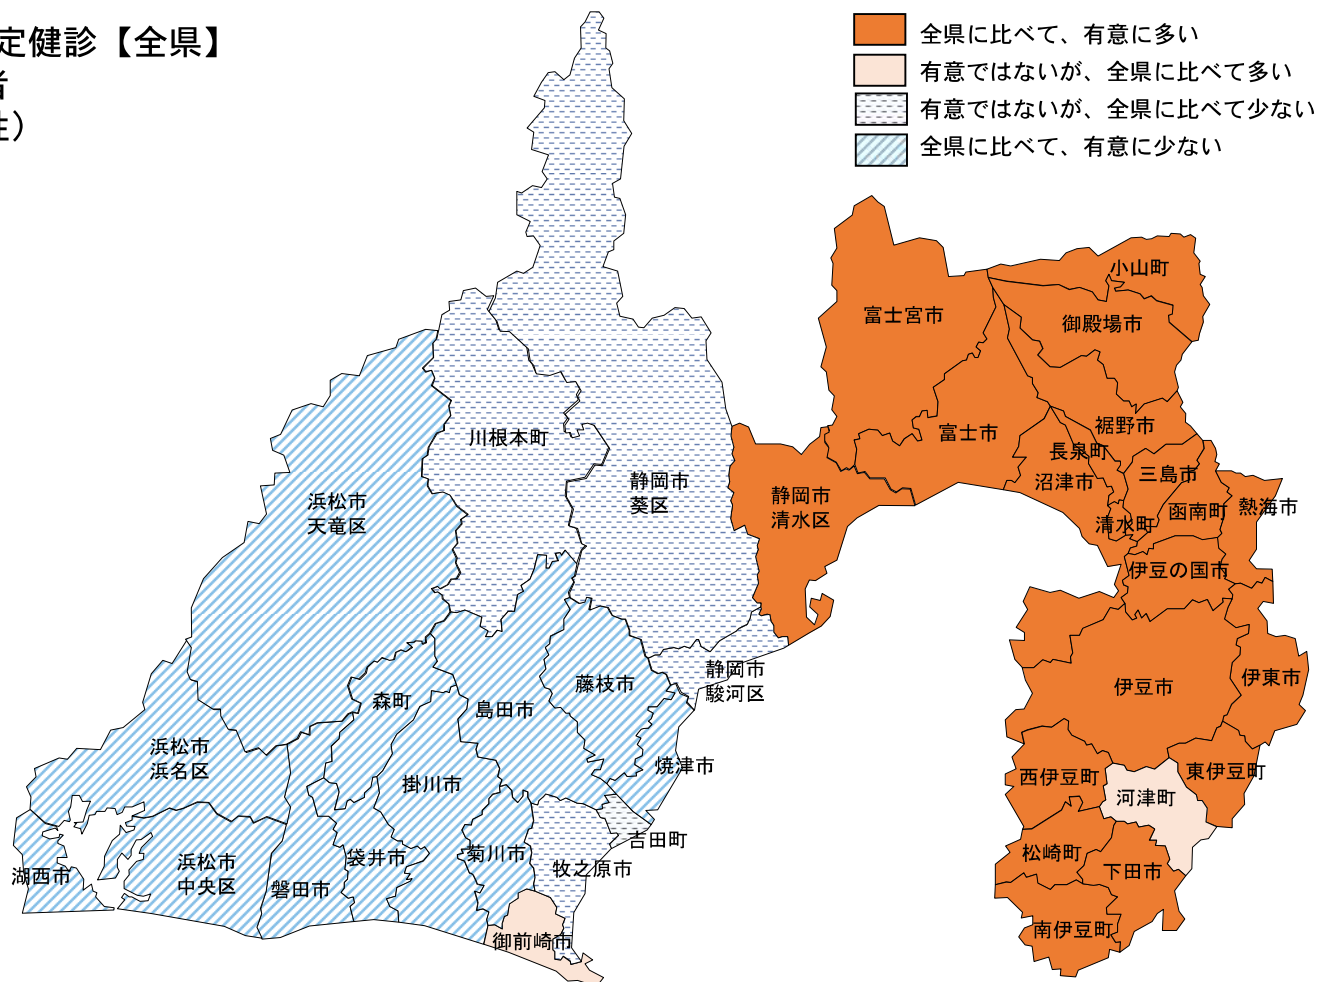 定健診【全県】
者
性）
全県に比べて、有意に多い
有意ではないが、全県に比べて多い
有意ではないが、全県に比べて少ない
全県に比べて、有意に少ない
小山町
富士宮市
御殿場市
裾野市
富士市
長泉町
沼津市
三島市
函南町
熱海市
清水町
伊豆の国市
川根本町
静岡市
葵区
静岡市
清水区
浜松市
天竜区
静岡市
駿河区
藤枝市
森町
島田市
伊豆市
伊東市
浜松市
浜名区
焼津市
掛川市
西伊豆町
東伊豆町
河津町
吉田町
牧之原市
菊川市
袋井市
磐田市
浜松市
中央区
湖西市
松崎町
下田市
南伊豆町
御前崎市